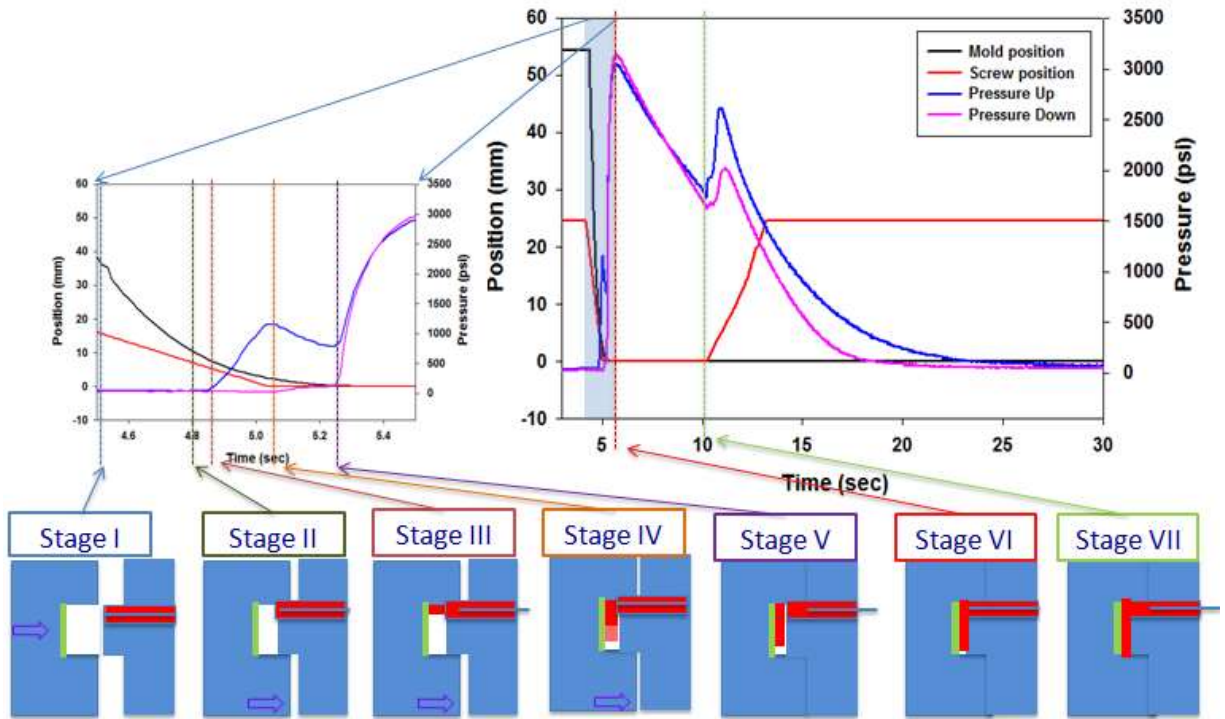 60
50
40
30
20
10
0
-10
Position (mm)
3500
3000
2500
2000
1500
1000
500
0
Pressure (psi)
Mold position
Screw position
Pressure Up
Pressure Down
5 10 15 20 25 30
Time (sec)
60
50
40
30
20
10
0
-10
Position (mm)
3500
3000
2500
2000
1500
1000
500
0
Pressure (psi)
4.6 4.8 5.0 5.2 5.4
Time (sec)
Stage I Stage II Stage III Stage IV Stage V Stage VI Stage VII